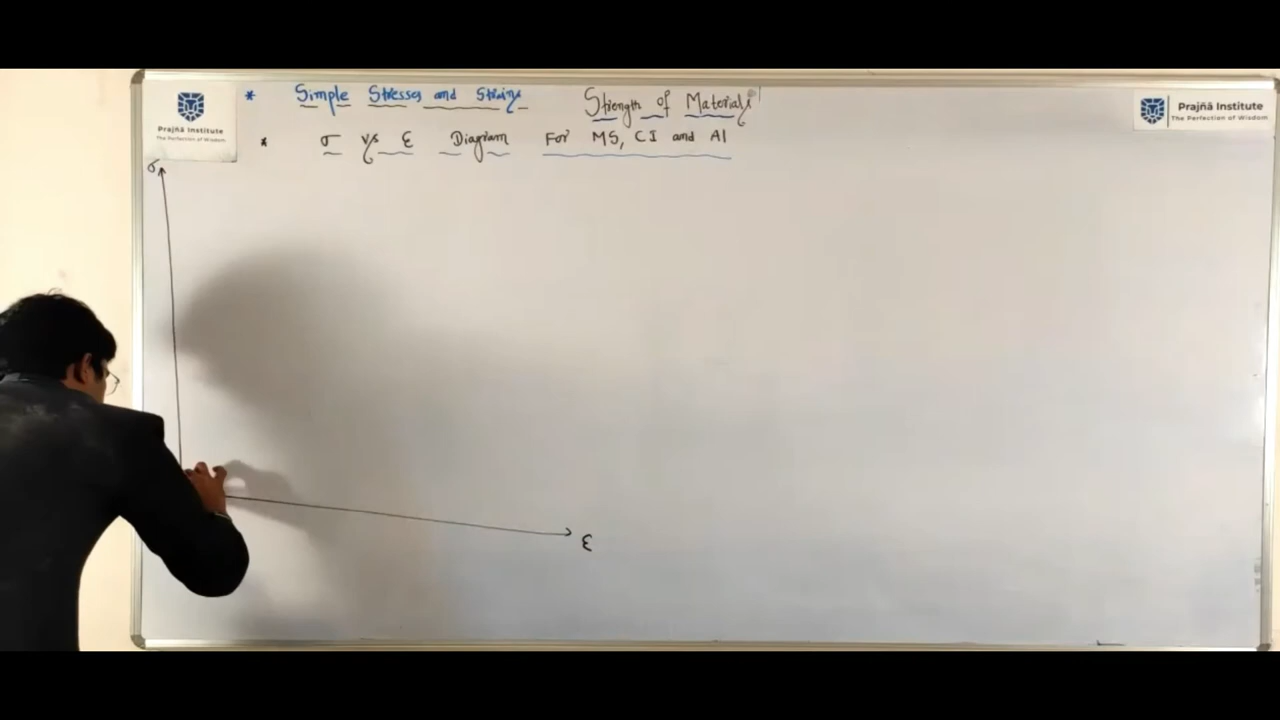 * Simple Stresses and Strains
Strength of Materials
* σ v/s ε Diagram For MS, CI and Al
Prajñā Institute
The Perfection of Wisdom
Prajñā Institute
The Perfection of Wisdom
σ
ε